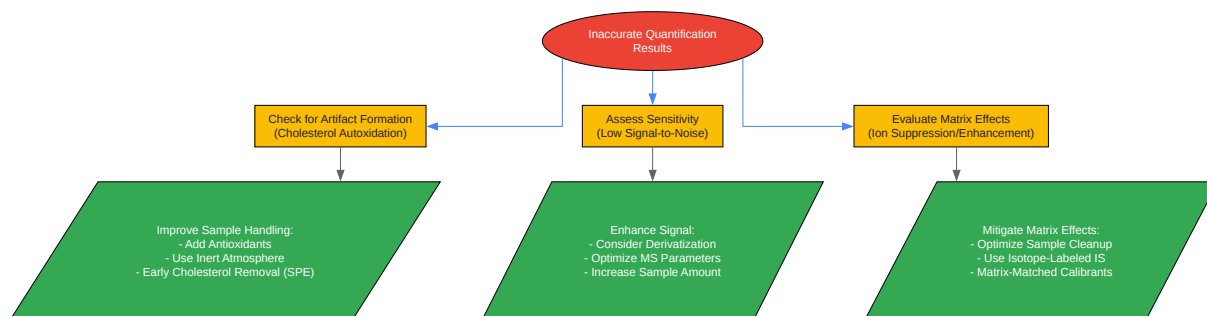 Inaccurate Quantification
Results
Check for Artifact Formation
(Cholesterol Autoxidation)
Assess Sensitivity
(Low Signal-to-Noise)
Evaluate Matrix Effects
(Ion Suppression/Enhancement)
Improve Sample Handling:
- Add Antioxidants
- Use Inert Atmosphere
- Early Cholesterol Removal (SPE)
Enhance Signal:
- Consider Derivatization
- Optimize MS Parameters
- Increase Sample Amount
Mitigate Matrix Effects:
- Optimize Sample Cleanup
- Use Isotope-Labeled IS
- Matrix-Matched Calibrants